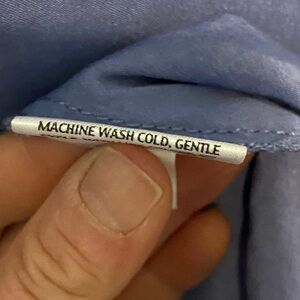 MACHINE WASH COLD, GENTLE